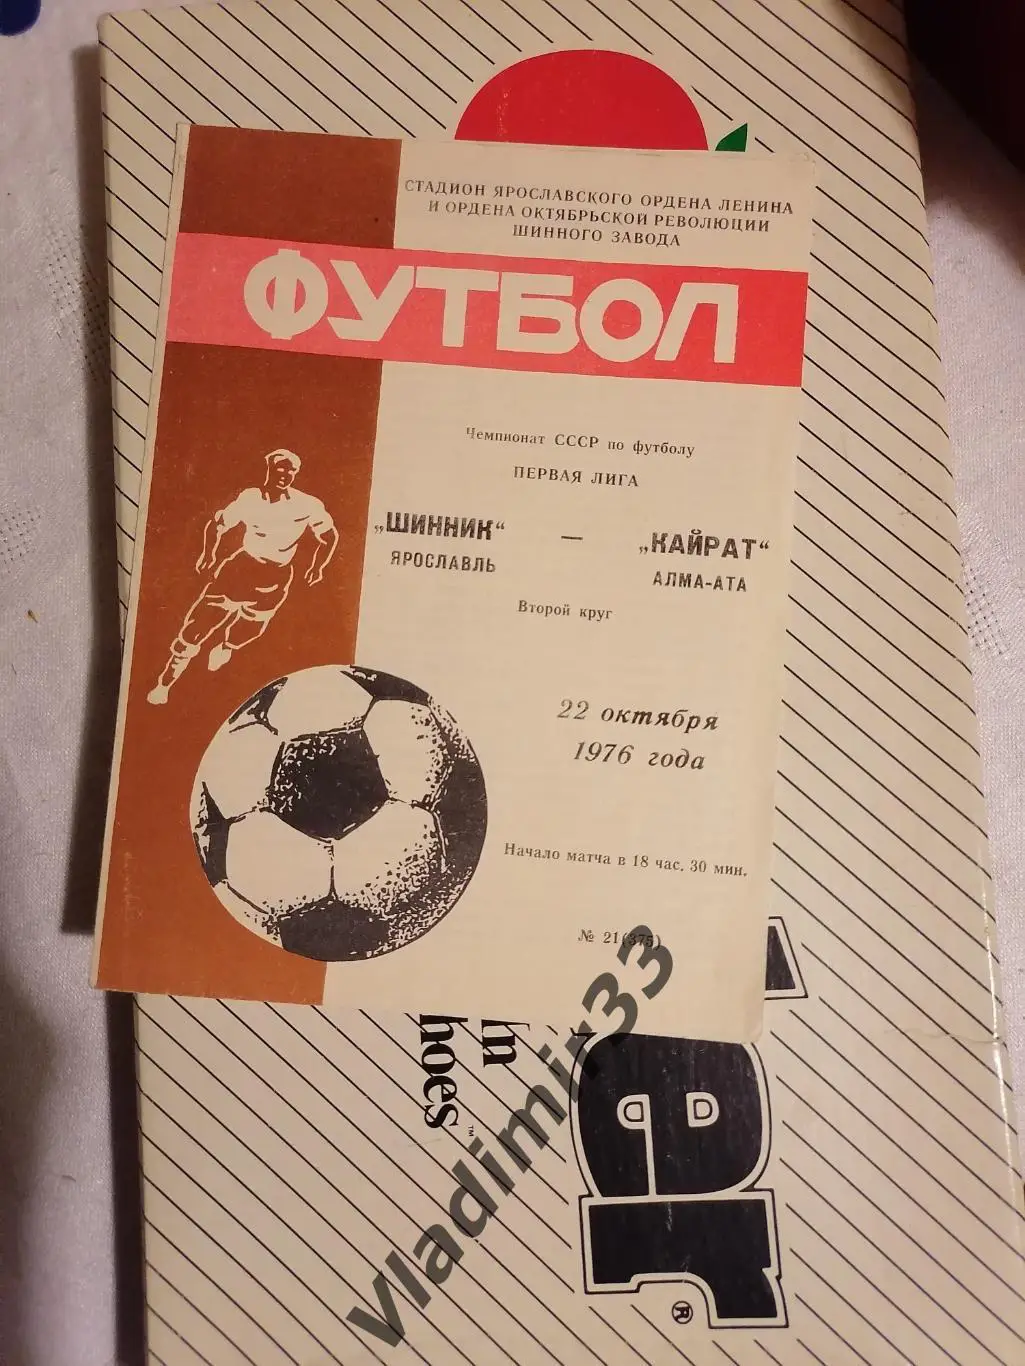 СТАДИОН ЯРОСЛАВСКОГО ОРДЕНА ЛЕНИНА
И ОРДЕНА ОКТЯБРЬСКОЙ РЕВОЛЮЦИИ
ШИННОГО ЗАВОДА
ФУТБОЛ
Чемпионат СССР по футболу
ПЕРВАЯ ЛИГА
„ШИННИК“ — „КАЙРАТ“
ЯРОСЛАВЛЬ АЛМА-АТА
Второй круг
22 октября
1976 года
Начало матча в 18 час. 30 мин.
№ 21(375)
hoes™
®
Vladimir33